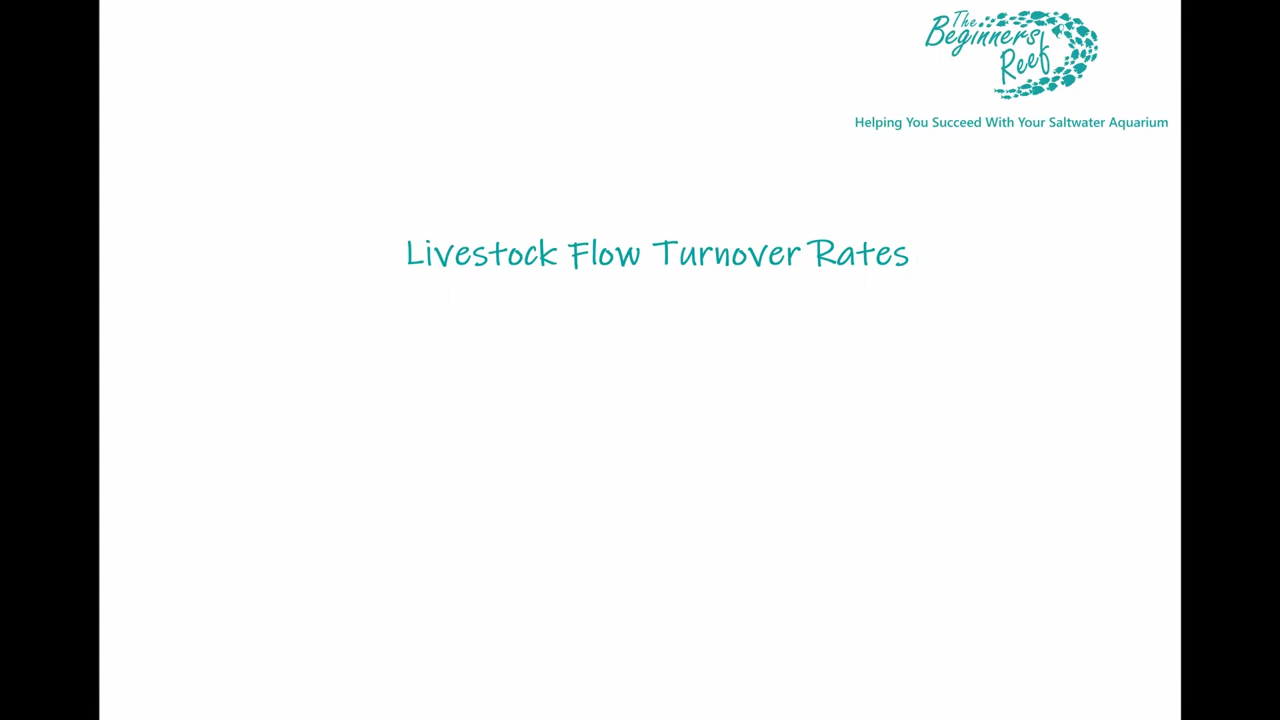 The
Beginners
Reef
Helping You Succeed With Your Saltwater Aquarium
Livestock Flow Turnover Rates